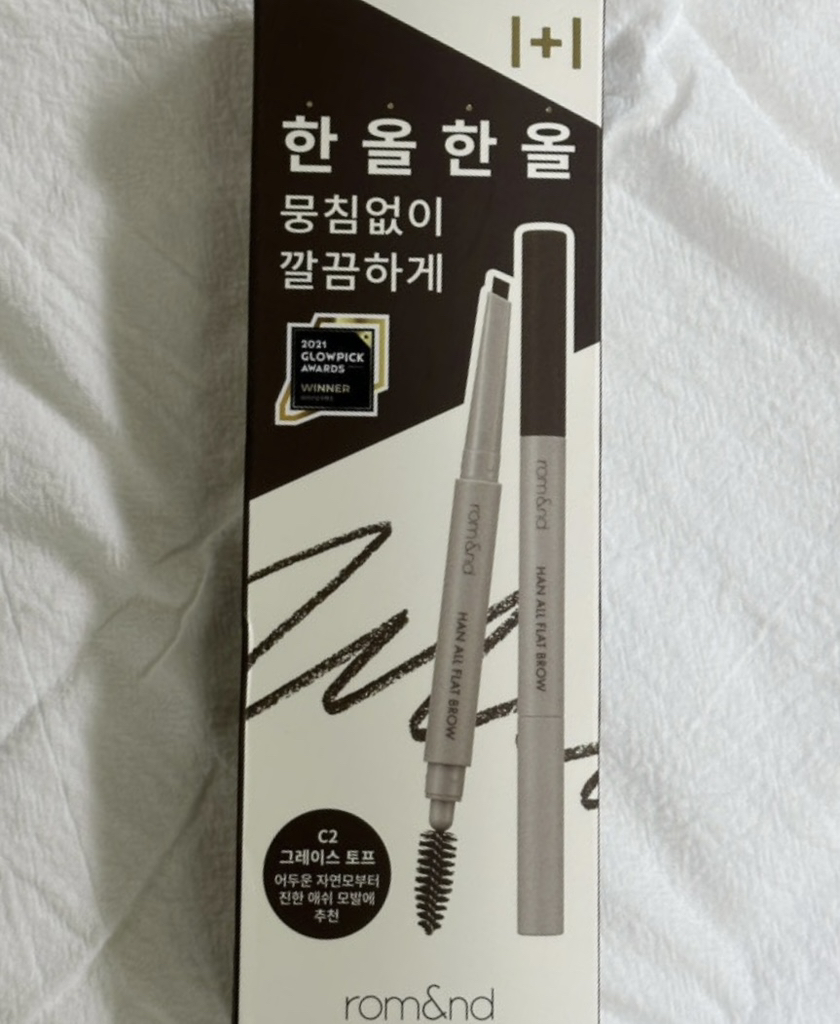 1+1
한올한올
뭉침없이
깔끔하게
2021
GLOWPICK
AWARDS
WINNER
rom&nd
HAN ALL FLAT BROW
rom&nd
HAN ALL FLAT BROW
C2
그레이스 토프
어두운 자연모부터
진한 애쉬 모발에
추천
rom&nd